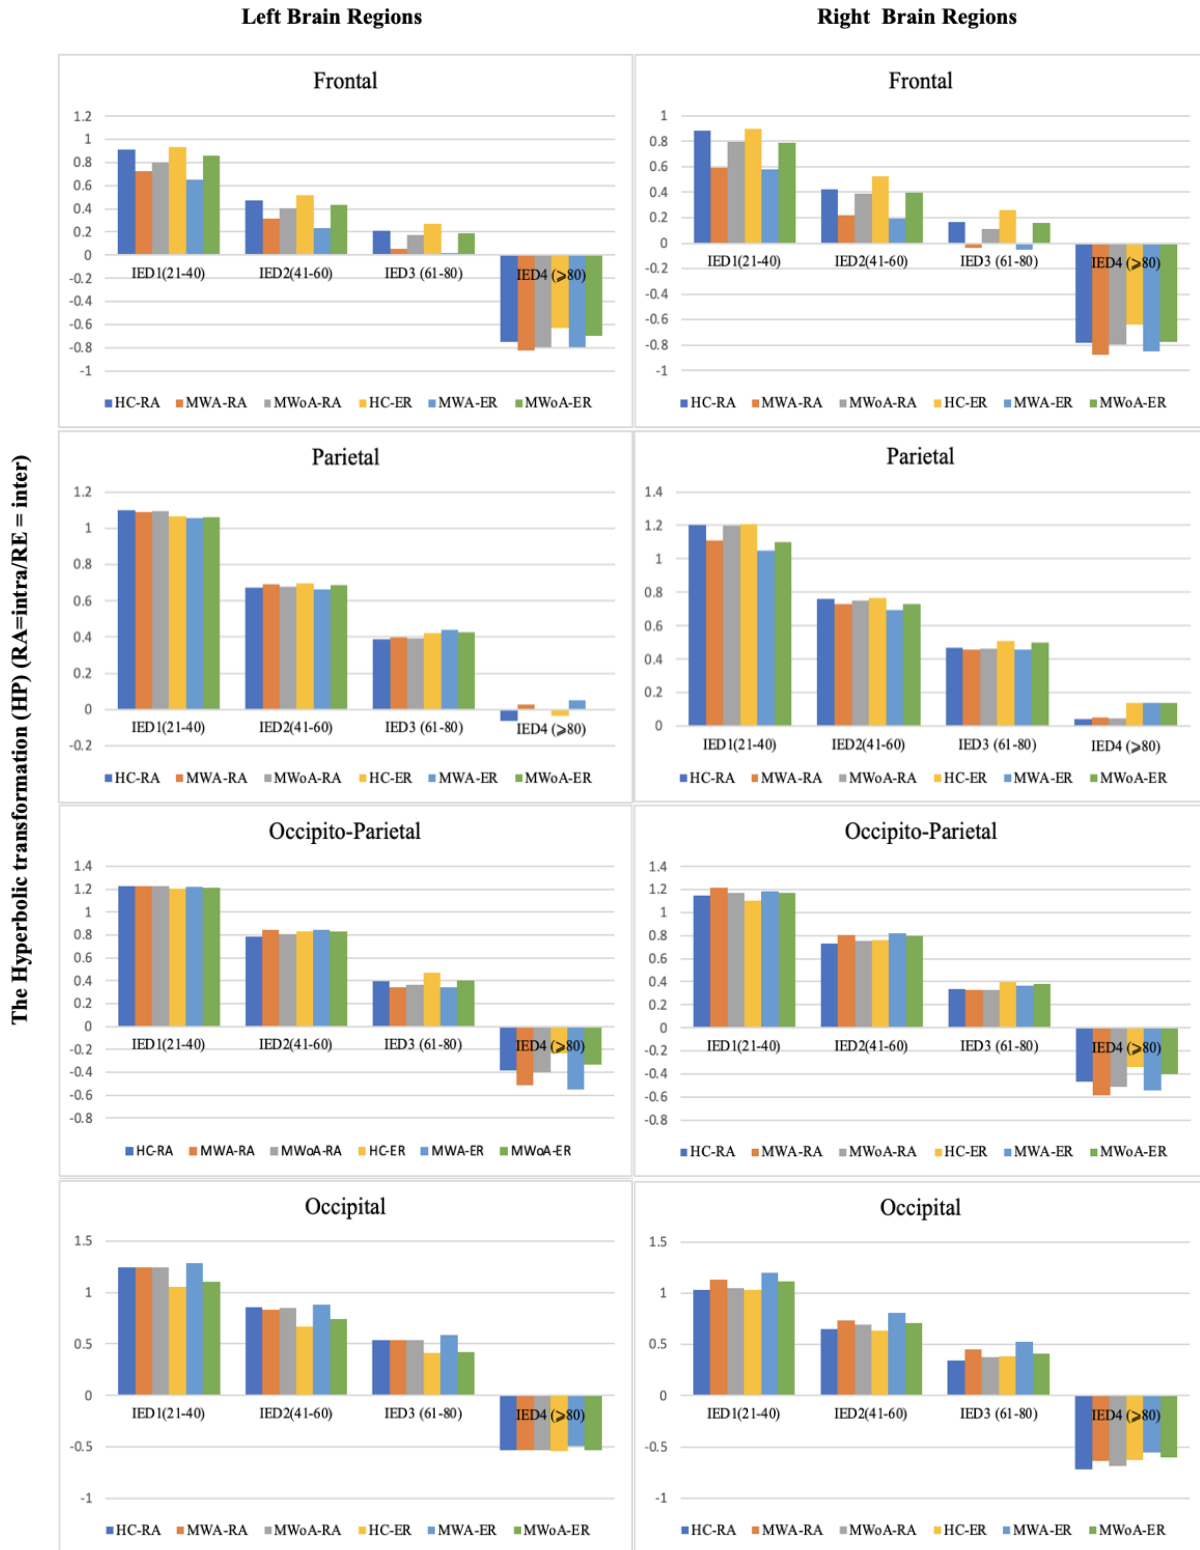 Left Brain Regions
Right Brain Regions
The Hyperbolic transformation (HP) (RA=intra/RE = inter)
Frontal
1.2
1
0.8
0.6
0.4
0.2
0
-0.2
-0.4
-0.6
-0.8
-1
IED1(21-40) IED2(41-60) IED3 (61-80) IED4 (⩾80)
HC-RA MWA-RA MWoA-RA HC-ER MWA-ER MWoA-ER
Frontal
1
0.8
0.6
0.4
0.2
0
-0.2
-0.4
-0.6
-0.8
-1
IED1(21-40) IED2(41-60) IED3 (61-80) IED4 (⩾80)
HC-RA MWA-RA MWoA-RA HC-ER MWA-ER MWoA-ER
Parietal
1.2
1
0.8
0.6
0.4
0.2
0
-0.2
IED1(21-40) IED2(41-60) IED3 (61-80) IED4 (⩾80)
HC-RA MWA-RA MWoA-RA HC-ER MWA-ER MWoA-ER
Parietal
1.4
1.2
1
0.8
0.6
0.4
0.2
0
IED1(21-40) IED2(41-60) IED3 (61-80) IED4 (⩾80)
HC-RA MWA-RA MWoA-RA HC-ER MWA-ER MWoA-ER
Occipito-Parietal
1.4
1.2
1
0.8
0.6
0.4
0.2
0
-0.2
-0.4
-0.6
-0.8
IED1(21-40) IED2(41-60) IED3 (61-80) IED4 (⩾80)
HC-RA MWA-RA MWoA-RA HC-ER MWA-ER MWoA-ER
Occipito-Parietal
1.4
1.2
1
0.8
0.6
0.4
0.2
0
-0.2
-0.4
-0.6
-0.8
IED1(21-40) IED2(41-60) IED3 (61-80) IED4 (⩾80)
HC-RA MWA-RA MWoA-RA HC-ER MWA-ER MWoA-ER
Occipital
1.5
1
0.5
0
-0.5
-1
IED1(21-40) IED2(41-60) IED3 (61-80) IED4 (⩾80)
HC-RA MWA-RA MWoA-RA HC-ER MWA-ER MWoA-ER
Occipital
1.5
1
0.5
0
-0.5
-1
IED1(21-40) IED2(41-60) IED3 (61-80) IED4 (⩾80)
HC-RA MWA-RA MWoA-RA HC-ER MWA-ER MWoA-ER